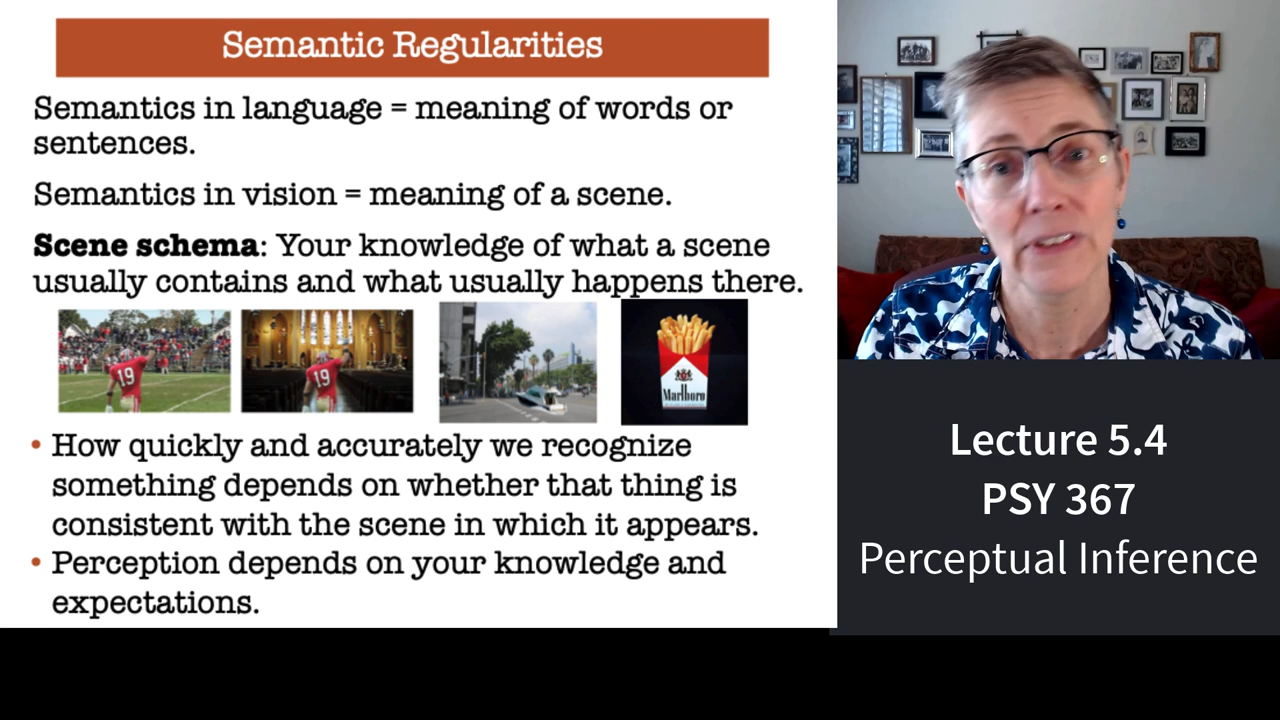 Semantic Regularities
Semantics in language = meaning of words or
sentences.
Semantics in vision = meaning of a scene.
Scene schema: Your knowledge of what a scene
usually contains and what usually happens there.
19
19
Marlboro
• How quickly and accurately we recognize
something depends on whether that thing is
consistent with the scene in which it appears.
• Perception depends on your knowledge and
expectations.
Lecture 5.4
PSY 367
Perceptual Inference